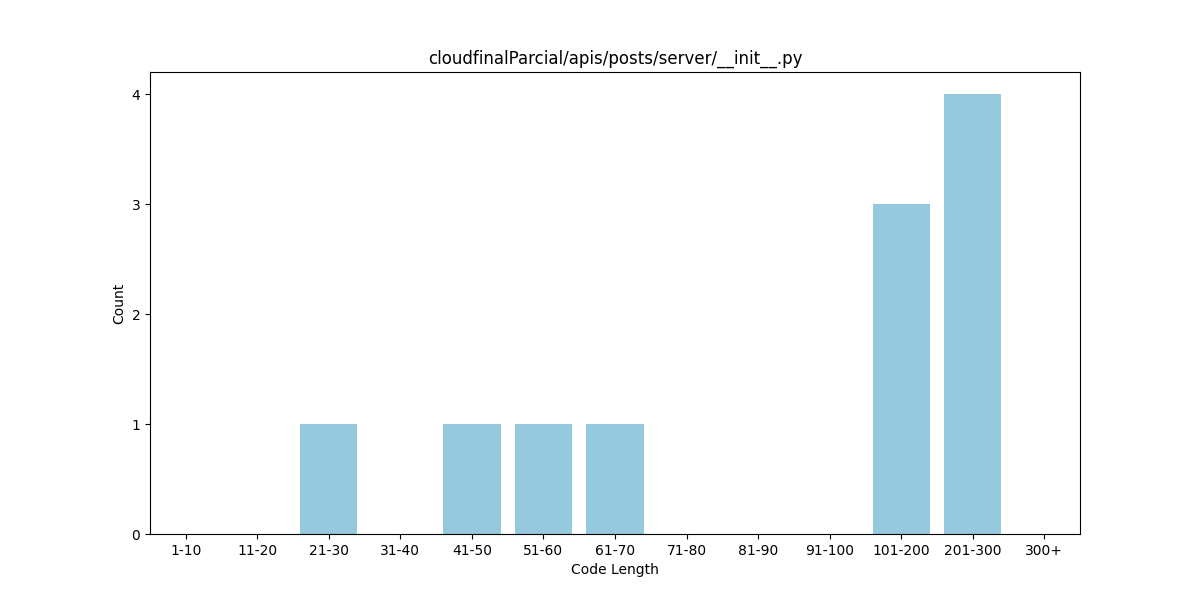 cloudfinalParcial/apis/posts/server/__init__.py
Count
4
3
2
1
0
1-10 11-20 21-30 31-40 41-50 51-60 61-70 71-80 81-90 91-100 101-200 201-300 300+
Code Length